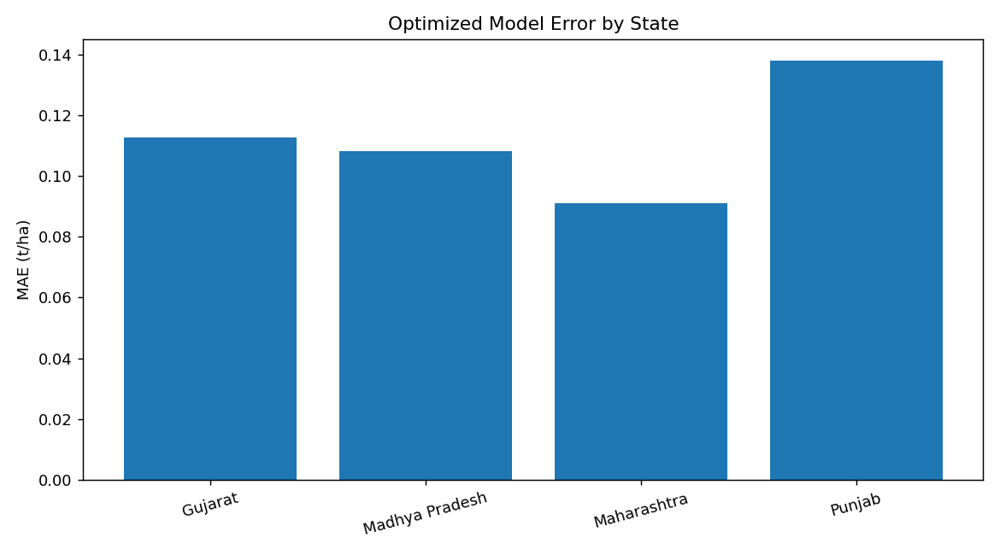 Optimized Model Error by State
MAE (t/ha)
0.14
0.12
0.10
0.08
0.06
0.04
0.02
0.00
Gujarat
Madhya Pradesh
Maharashtra
Punjab